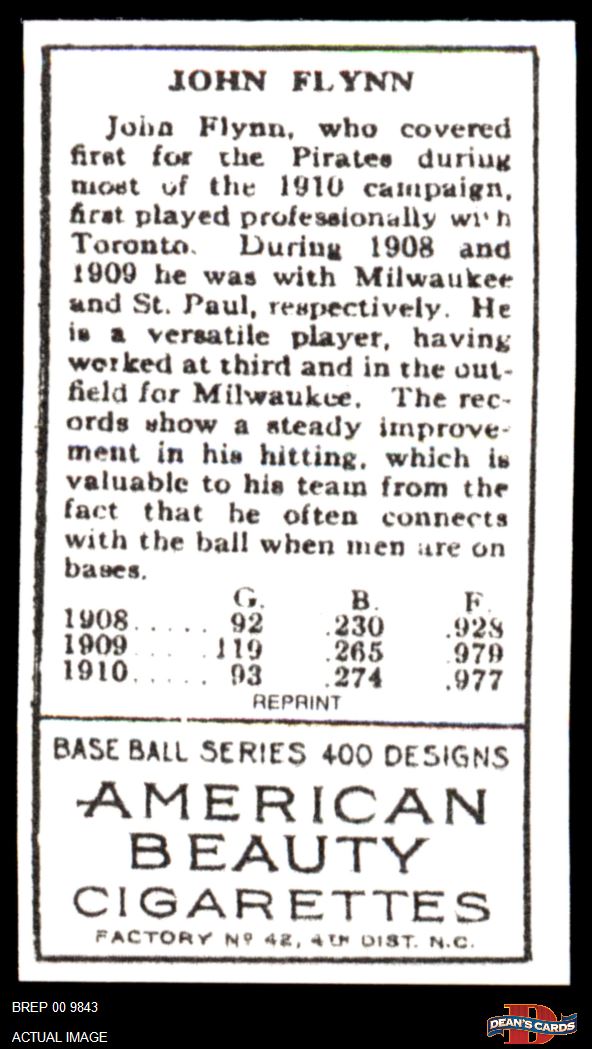 JOHN FLYNN
John Flynn, who covered
first for the Pirates during
most of the 1910 campaign,
first played professionally with
Toronto. During 1908 and
1909 he was with Milwaukee
and St. Paul, respectively. He
is a versatile player, having
worked at third and in the out-
field for Milwaukee. The rec-
ords show a steady improve-
ment in his hitting, which is
valuable to his team from the
fact that he often connects
with the ball when men are on
bases.
G. B. F.
1908..... 92 .230 .928
1909..... 119 .265 .979
1910..... 93 .274 .977
REPRINT
BASE BALL SERIES 400 DESIGNS
AMERICAN
BEAUTY
CIGARETTES
FACTORY Nº 42, 4TH DIST. N.C.
BREP 00 9843
ACTUAL IMAGE
DEAN'S CARDS